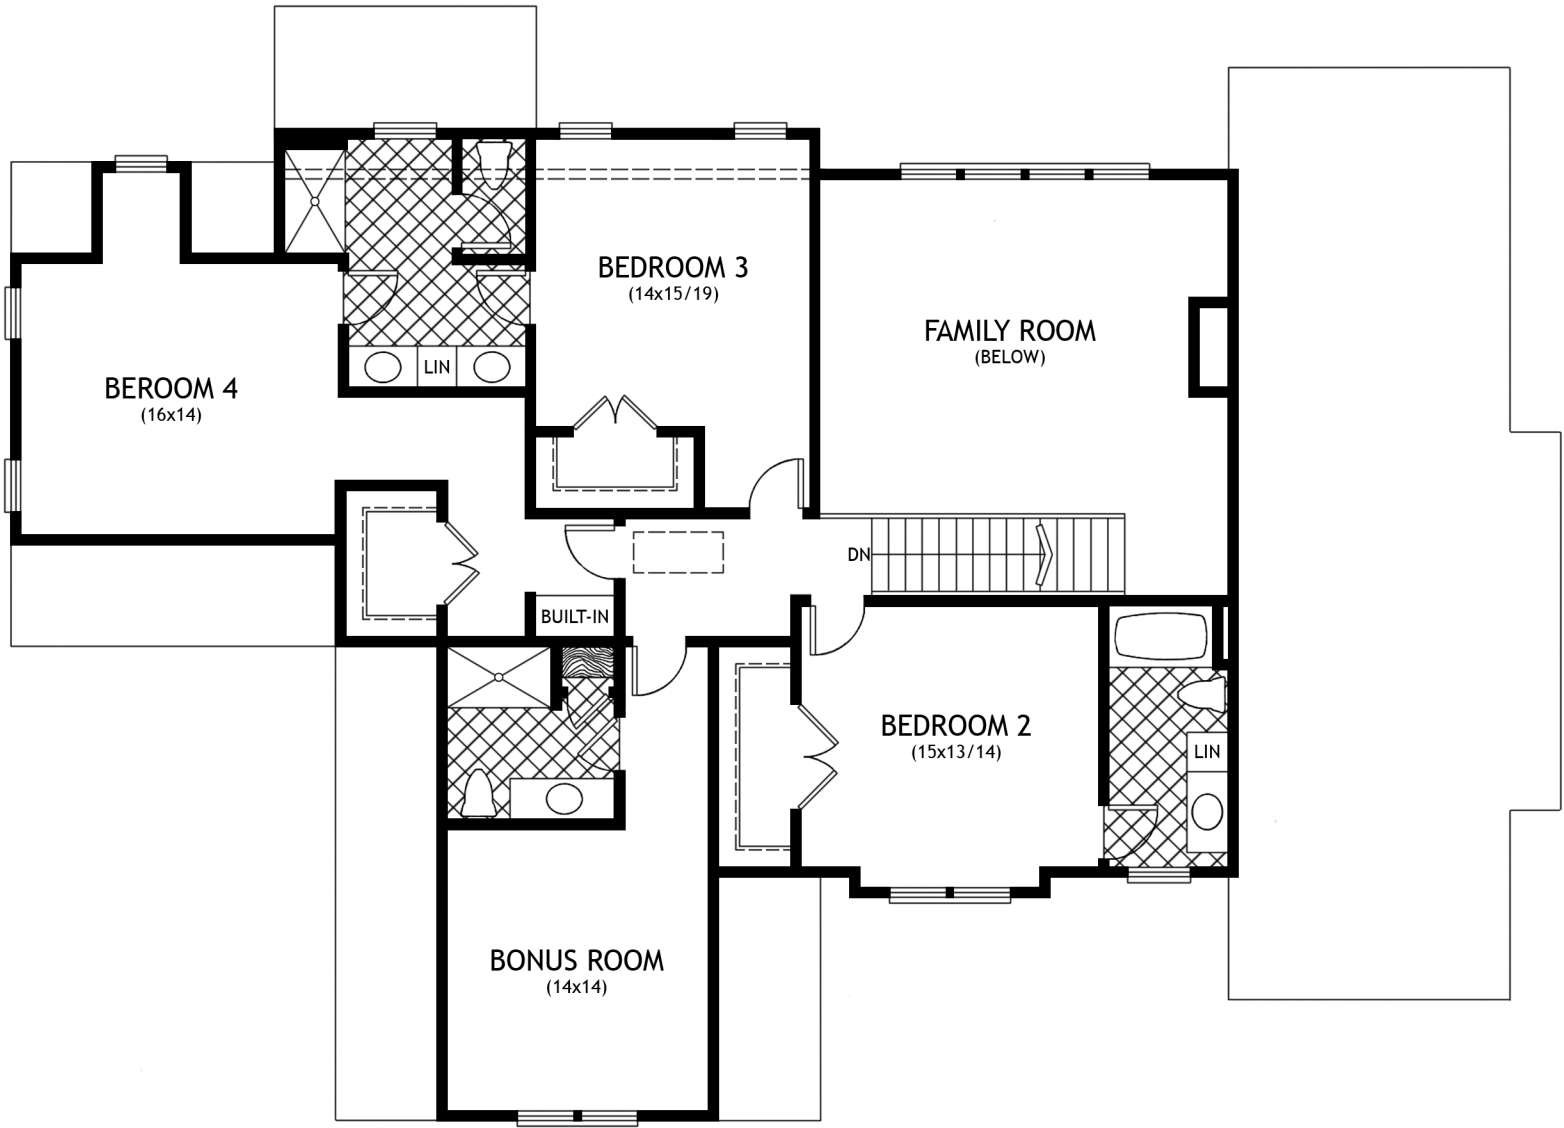 BEDROOM 3
(14x15/19)
FAMILY ROOM
(BELOW)
LIN
BEROOM 4
(16x14)
DN
BUILT-IN
BEDROOM 2
(15x13/14)
LIN
BONUS ROOM
(14x14)